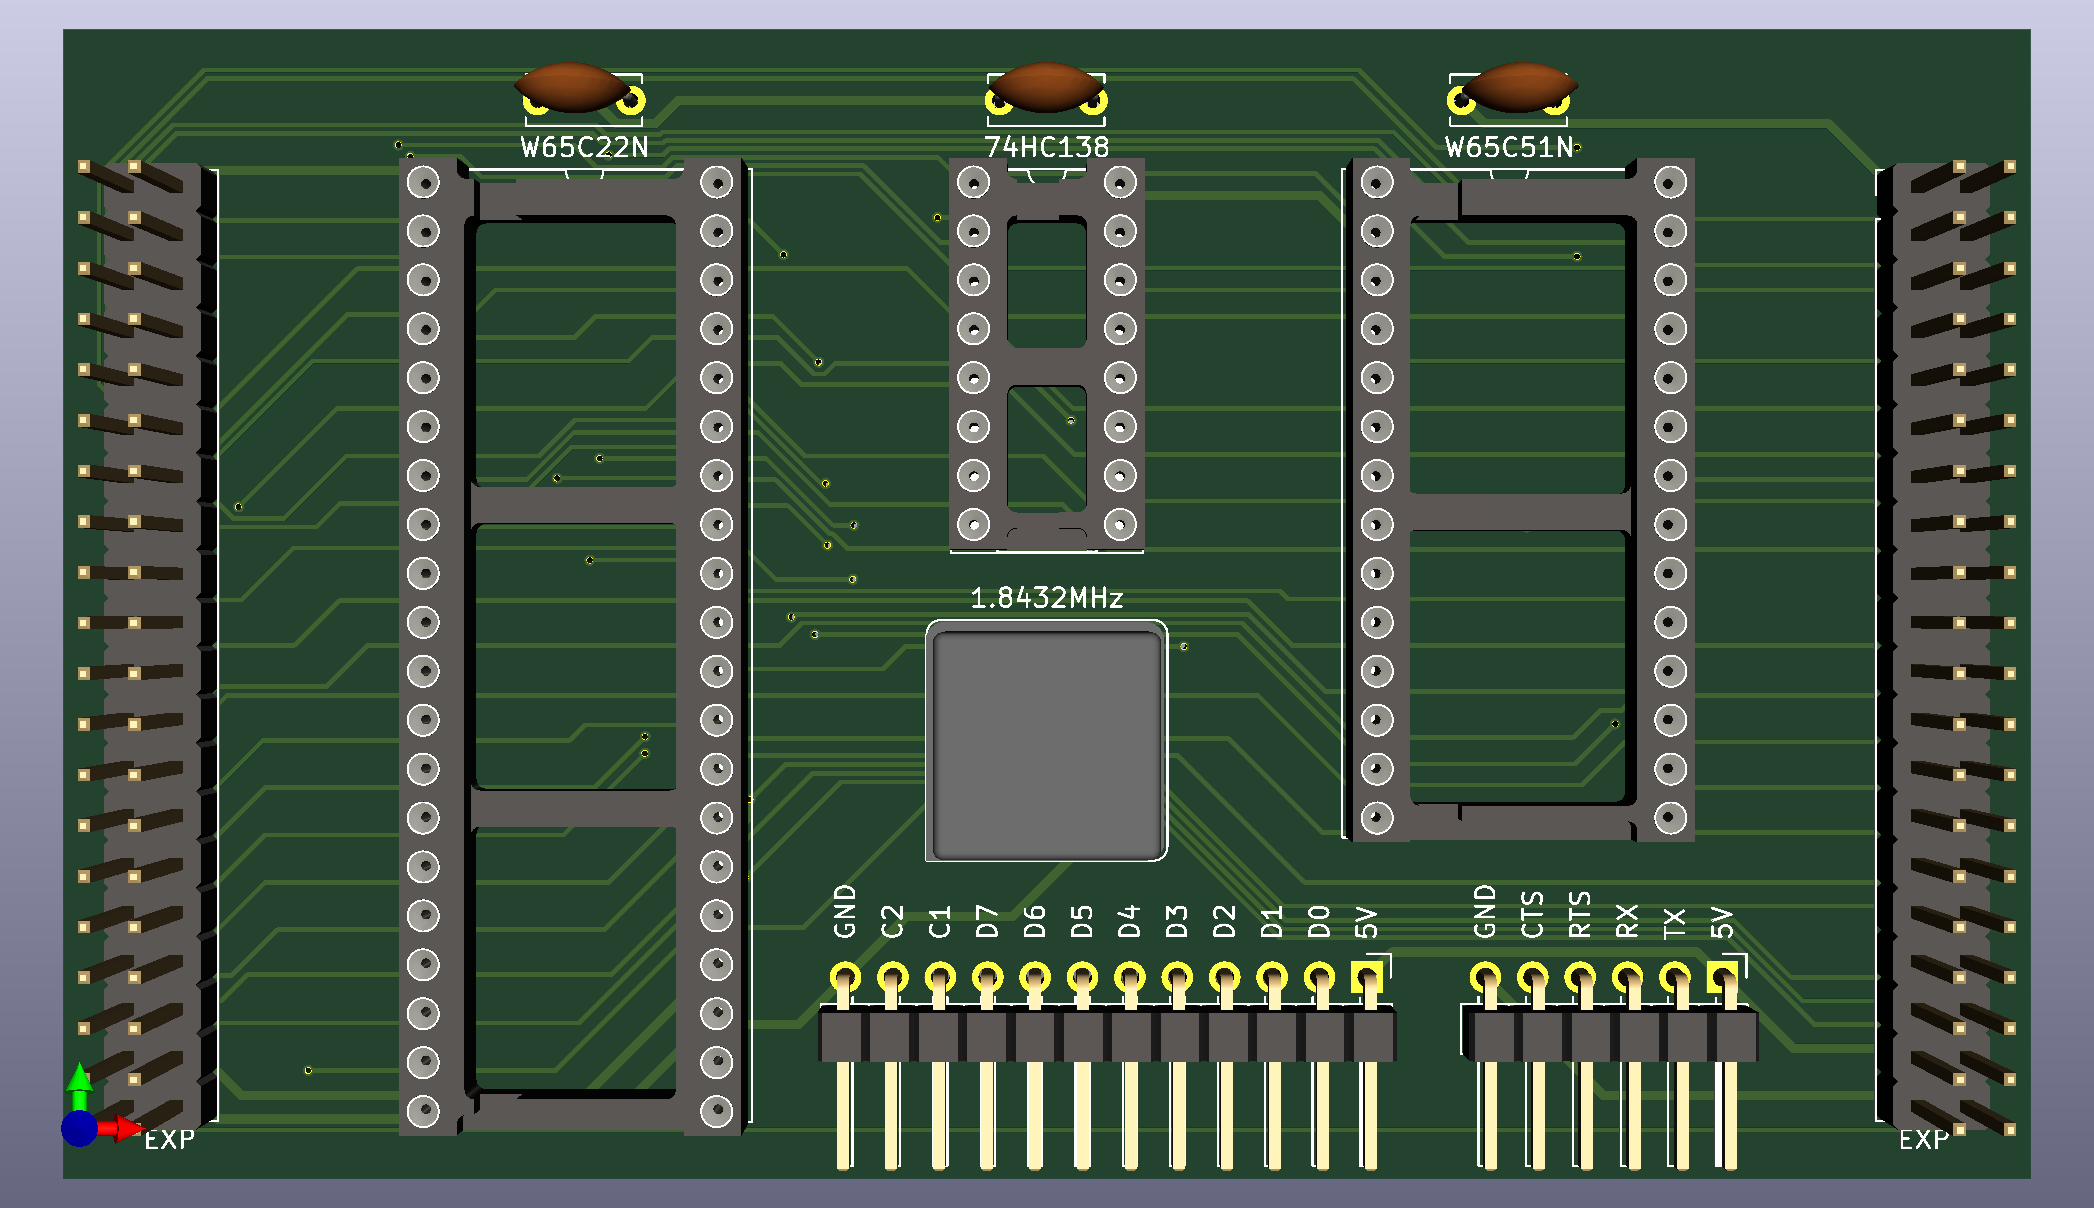 W65C22N
74HC138
W65C51N
1.8432MHz
GND
C2
C1
D7
D6
D5
D4
D3
D2
D1
D0
5V
GND
CTS
RTS
RX
TX
5V
EXP
EXP